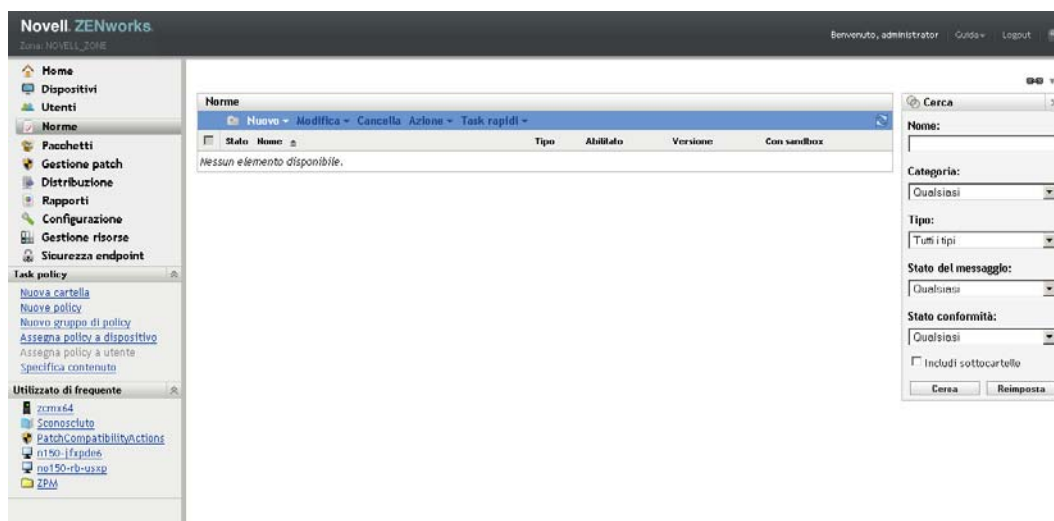 Novell. ZENworks.
Zona: NOVELL_ZONE
Benvenuto, administrator Guida Logout
Home
Dispositivi
Utenti
Norme
Pacchetti
Gestione patch
Distribuzione
Rapporti
Configurazione
Gestione risorse
Sicurezza endpoint
Task policy
Nuova cartella
Nuove policy
Nuovo gruppo di policy
Assegna policy a dispositivo
Assegna policy a utente
Specifica contenuto
Utilizzato di frequente
zcmx64
Sconosciuto
PatchCompatibilityActions
n150-jfxpde6
no150-rb-usxp
ZPM
Norme
Nuovo Modifica Cancella Azione Task rapidi
Stato Nome Tipo Abilitato Versione Con sandbox
Nessun elemento disponibile.
Cerca
Nome:
Categoria:
Qualsiasi
Tipo:
Tutti i tipi
Stato del messaggio:
Qualsiasi
Stato conformità:
Qualsiasi
Includi sottocartelle
Cerca Reimposta